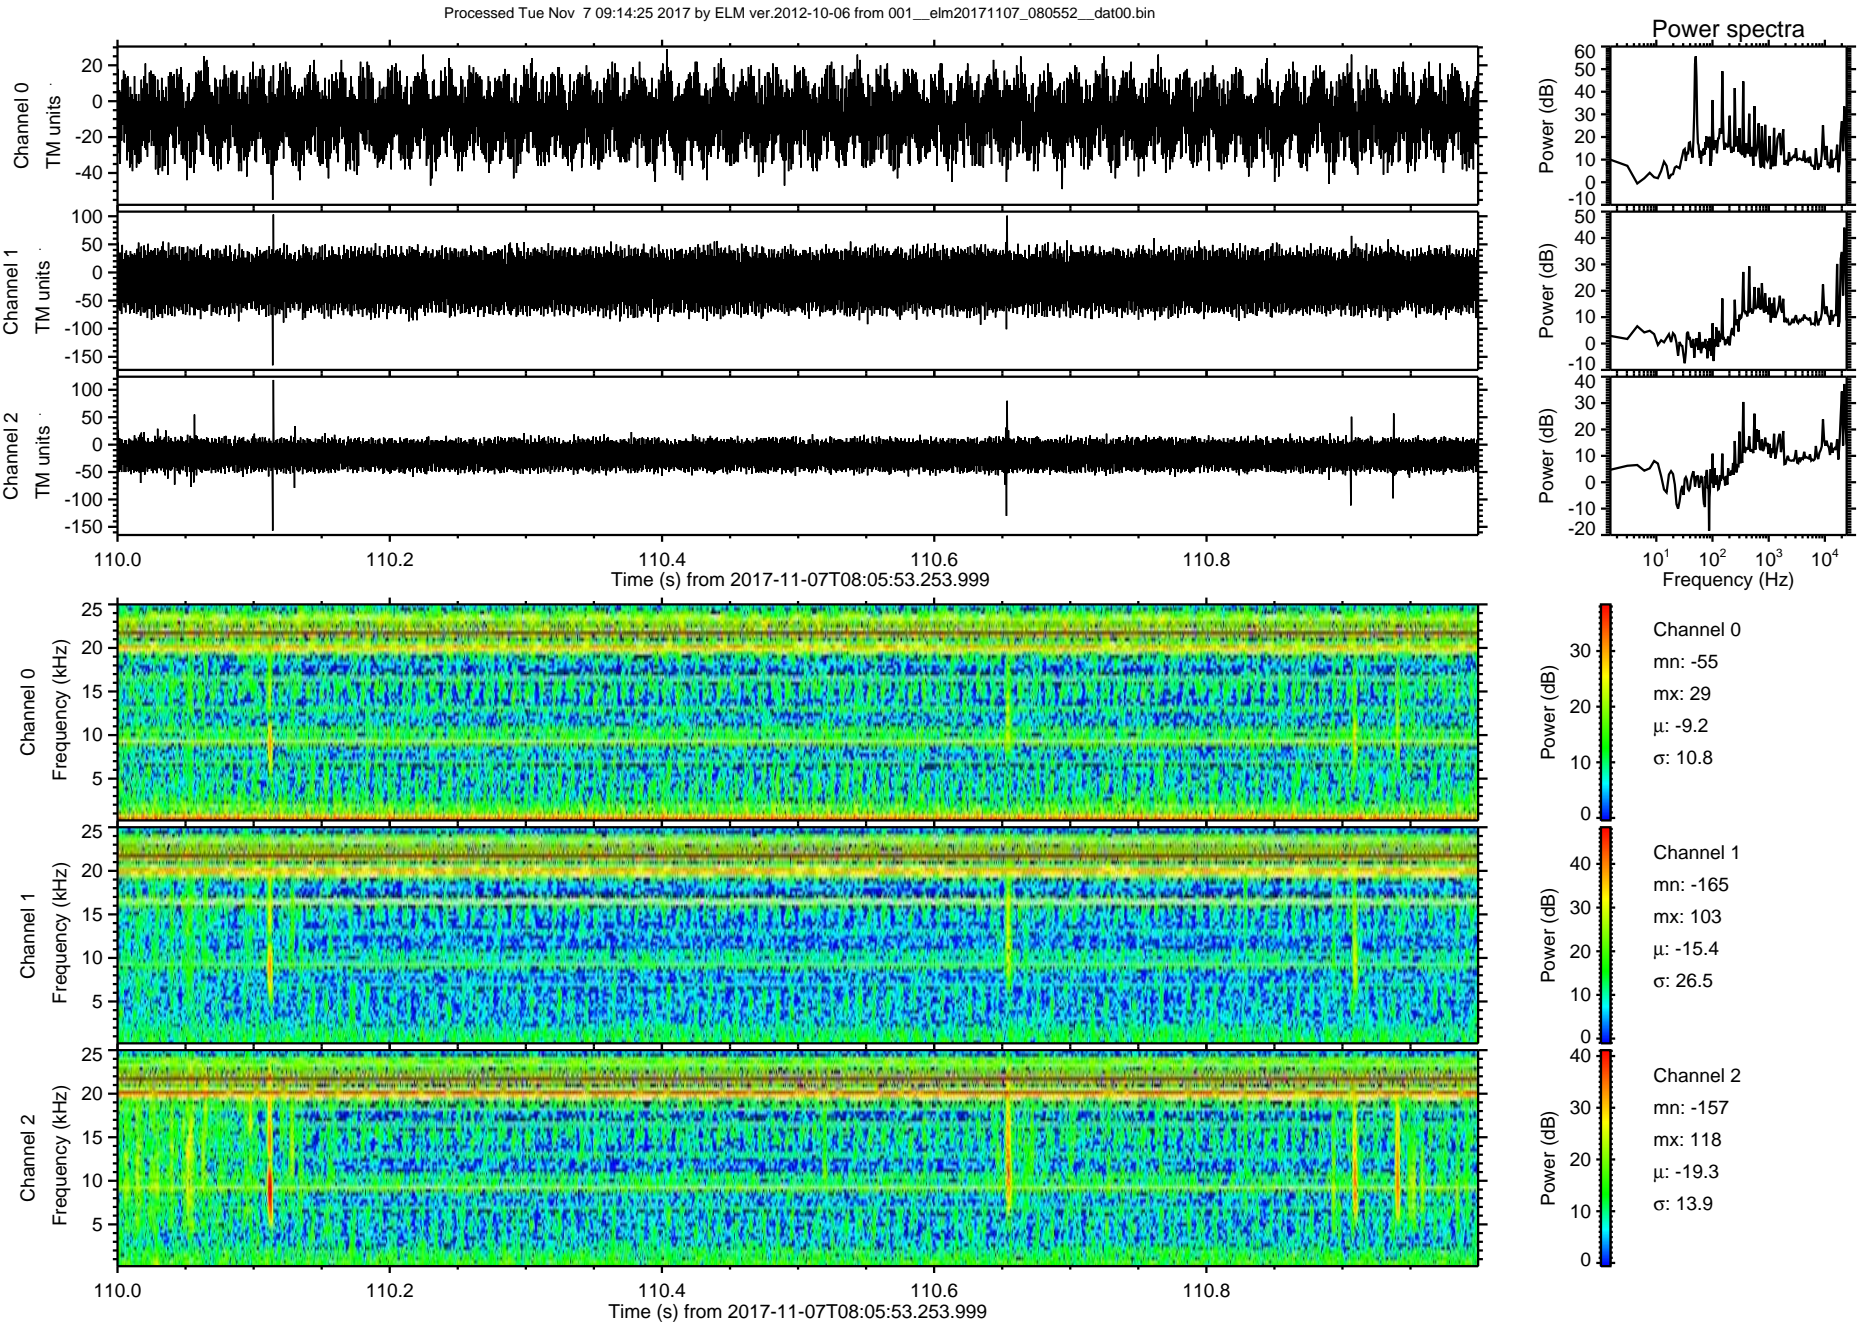 Processed Tue Nov  7 09:14:25 2017 by ELM ver.2012-10-06 from 001__elm20171107_080552__dat00.bin
Power spectra
Channel 0
TM units
20
0
-20
-40
Power (dB)
60
50
40
30
20
10
0
-10
Channel 1
TM units
100
50
0
-50
-100
-150
Power (dB)
50
40
30
20
10
0
-10
Channel 2
TM units
100
50
0
-50
-100
-150
Power (dB)
40
30
20
10
0
-10
-20
110.0 110.2 110.4 110.6 110.8
Time (s) from 2017-11-07T08:05:53.253.999
10^1 10^2 10^3 10^4
Frequency (Hz)
Channel 0
Frequency (kHz)
25
20
15
10
5
Power (dB)
30
20
10
0
Channel 0
mn: -55
mx: 29
μ: -9.2
σ: 10.8
Channel 1
Frequency (kHz)
25
20
15
10
5
Power (dB)
40
30
20
10
0
Channel 1
mn: -165
mx: 103
μ: -15.4
σ: 26.5
Channel 2
Frequency (kHz)
25
20
15
10
5
Power (dB)
40
30
20
10
0
Channel 2
mn: -157
mx: 118
μ: -19.3
σ: 13.9
110.0 110.2 110.4 110.6 110.8
Time (s) from 2017-11-07T08:05:53.253.999